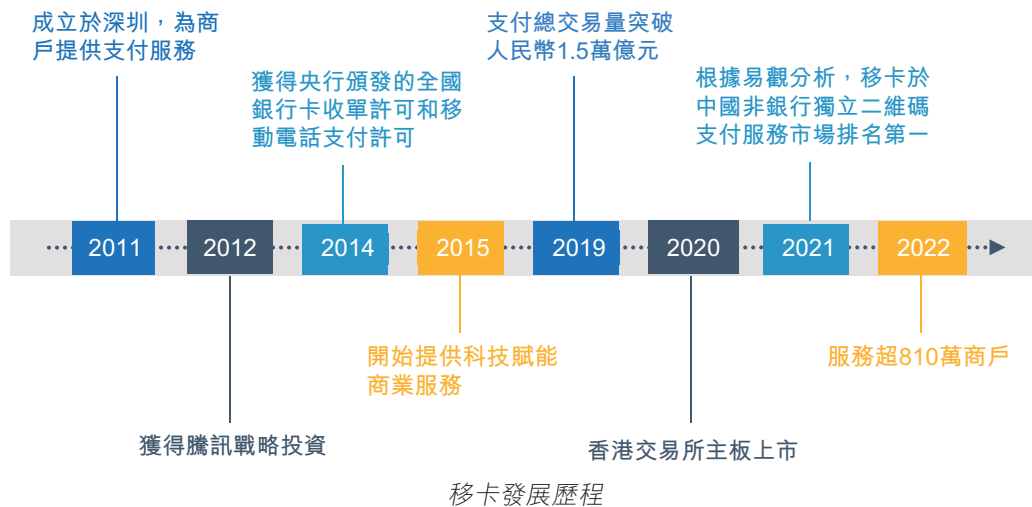 成立於深圳，為商
戶提供支付服務
獲得央行頒發的全國
銀行卡收單許可和移
動電話支付許可
支付總交易量突破
人民幣1.5萬億元
根據易觀分析，移卡於
中國非銀行獨立二維碼
支付服務市場排名第一
2011
2012
2014
2015
2019
2020
2021
2022
獲得騰訊戰略投資
開始提供科技賦能
商業服務
香港交易所主板上市
服務超810萬商戶
移卡發展歷程